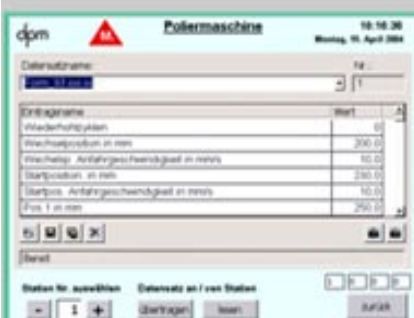 dpm M. Poliermaschine 16:16:36
Montag, 19. April 2004
Datensatzname: Nr.:
1
Eintragsname Wert
Wiederholzyklen 0
Wechselposition in mm 200.0
Wechselsp. Anfahrgeschwindigkeit in mm/s 10.0
Startposition in mm 230.0
Startpos. Anfahrgeschwindigkeit in mm/s 10.0
Pos 1 in mm 250.0
Bereit
Station Nr. auswählen Datensatz an / von Station
- 1 + übertragen lesen zurück